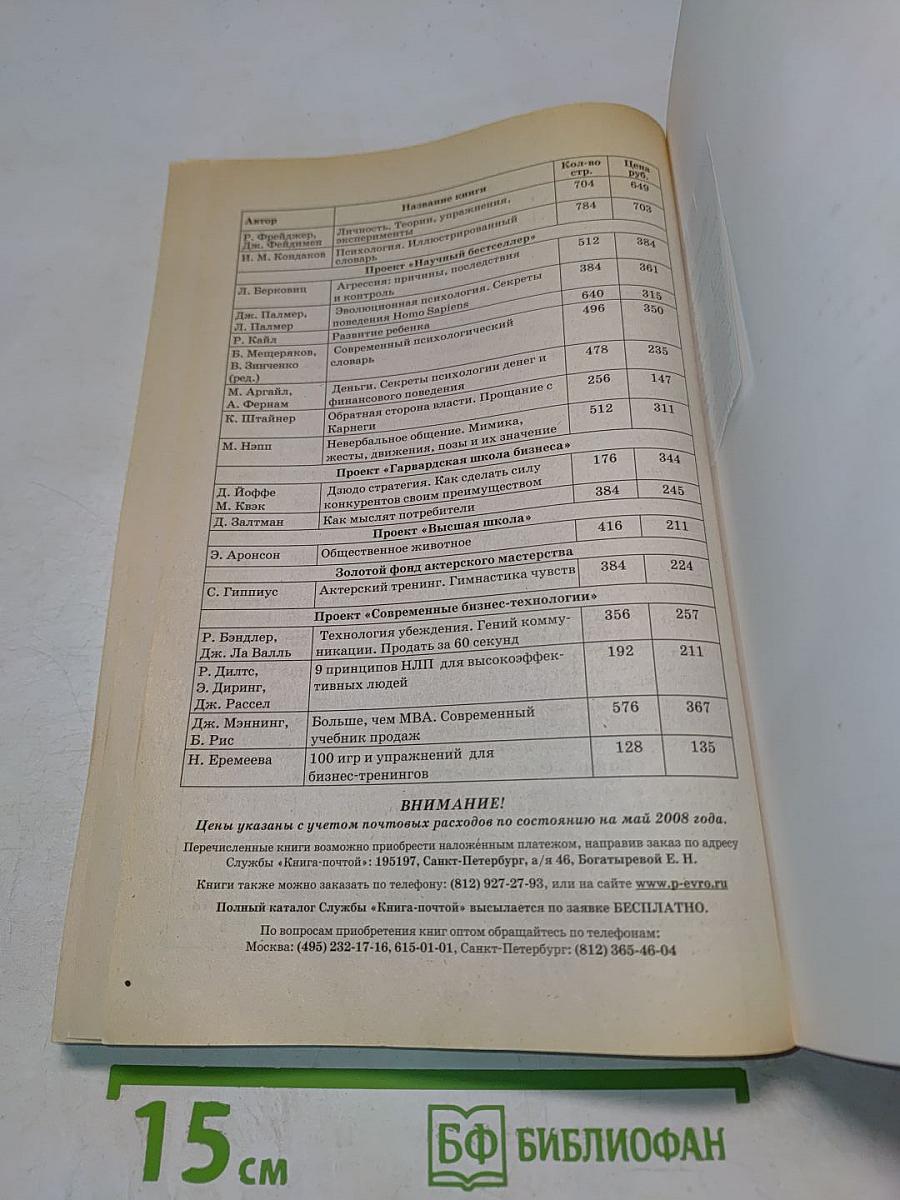 Автор Название книги Кол-во стр. Цена руб.
Р. Фрейджер, Дж. Фейдимен Личность. Теории, упражнения, эксперименты 704 649
И. М. Кондаков Психология. Иллюстрированный словарь 784 703
Проект «Научный бестселлер»
Л. Берковиц Агрессия: причины, последствия и контроль 512 384
Дж. Палмер, Л. Палмер Эволюционная психология. Секреты поведения Homo Sapiens 384 361
Р. Кайл Развитие ребенка 640 315
Б. Мещеряков, В. Зинченко (ред.) Современный психологический словарь 496 350
М. Аргайл, А. Фернам Деньги. Секреты психологии денег и финансового поведения 478 235
К. Штайнер Обратная сторона власти. Прощание с Карнеги 256 147
М. Нэпп Невербальное общение. Мимика, жесты, движения, позы и их значение 512 311
Проект «Гарвардская школа бизнеса»
Д. Йоффе М. Квэк Дзюдо стратегия. Как сделать силу конкурентов своим преимуществом 176 344
Д. Залтман Как мыслят потребители 384 245
Проект «Высшая школа»
Э. Аронсон Общественное животное 416 211
Золотой фонд актерского мастерства
С. Гиппиус Актерский тренинг. Гимнастика чувств 384 224
Проект «Современные бизнес-технологии»
Р. Бэндлер, Дж. Ла Валль Технология убеждения. Гений комму-никации. Продать за 60 секунд 356 257
Р. Дилтс, Э. Диринг, Дж. Рассел 9 принципов НЛП для высокоэффек-тивных людей 192 211
Дж. Мэннинг, Б. Рис Больше, чем МВА. Современный учебник продаж 576 367
Н. Еремеева 100 игр и упражнений для бизнес-тренингов 128 135
ВНИМАНИЕ!
Цены указаны с учетом почтовых расходов по состоянию на май 2008 года.
Перечисленные книги возможно приобрести наложенным платежом, направив заказ по адресу
Службы «Книга-почтой»: 195197, Санкт-Петербург, а/я 46, Богатыревой Е. Н.
Книги также можно заказать по телефону: (812) 927-27-93, или на сайте www.p-evro.ru
Полный каталог Службы «Книга-почтой» высылается по заявке БЕСПЛАТНО.
По вопросам приобретения книг оптом обращайтесь по телефонам:
Москва: (495) 232-17-16, 615-01-01, Санкт-Петербург: (812) 365-46-04
15 см БФ БИБЛИОФАН